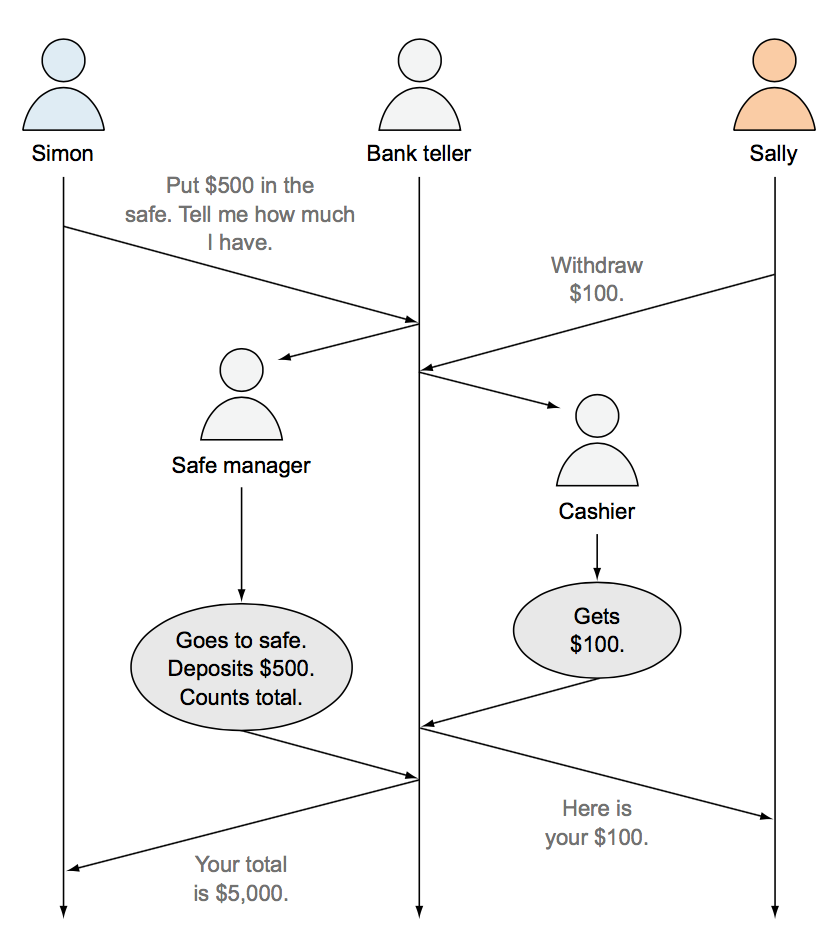 Simon
Bank teller
Sally
Put $500 in the
safe. Tell me how much
I have.
Withdraw
$100.
Safe manager
Cashier
Goes to safe.
Deposits $500.
Counts total.
Gets
$100.
Here is
your $100.
Your total
is $5,000.